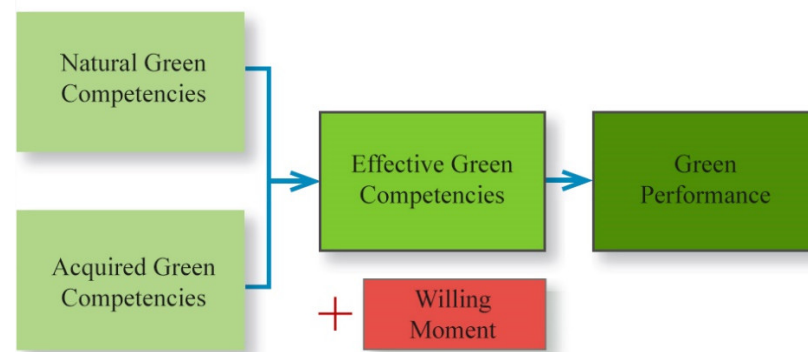 Natural Green
Competencies
Effective Green
Competencies
Green
Performance
Acquired Green
Competencies
+
Willing
Moment